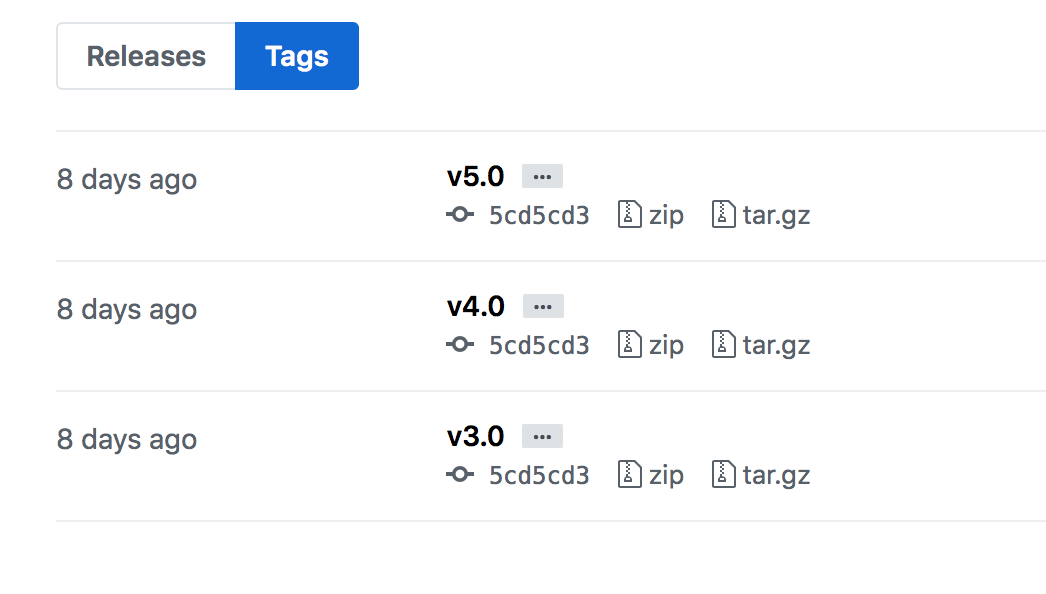 Releases Tags
8 days ago v5.0 ...
5cd5cd3 zip tar.gz
8 days ago v4.0 ...
5cd5cd3 zip tar.gz
8 days ago v3.0 ...
5cd5cd3 zip tar.gz